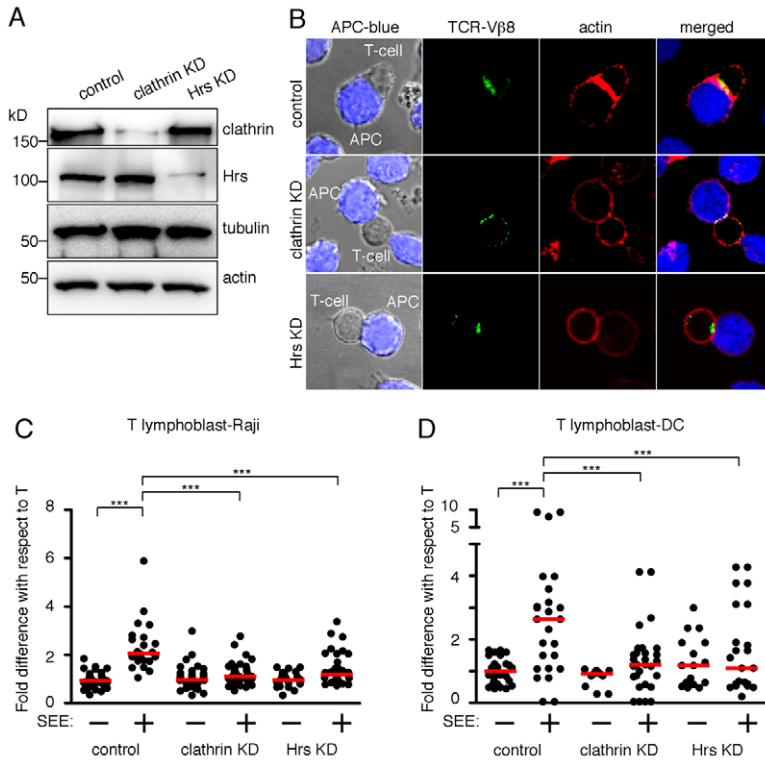 A
control clathrin KD Hrs KD
kD
150
clathrin
100
Hrs
50
tubulin
50
actin
B
APC-blue TCR-Vβ8 actin merged
control
T-cell
APC
clathrin KD
APC
T-cell
Hrs KD
T-cell APC
C
T lymphoblast-Raji
Fold difference with respect to T
8
6
4
2
0
*** *** ***
SEE: − + − + − +
control clathrin KD Hrs KD
D
T lymphoblast-DC
Fold difference with respect to T
10
5
4
2
0
*** *** ***
SEE: − + − + − +
control clathrin KD Hrs KD